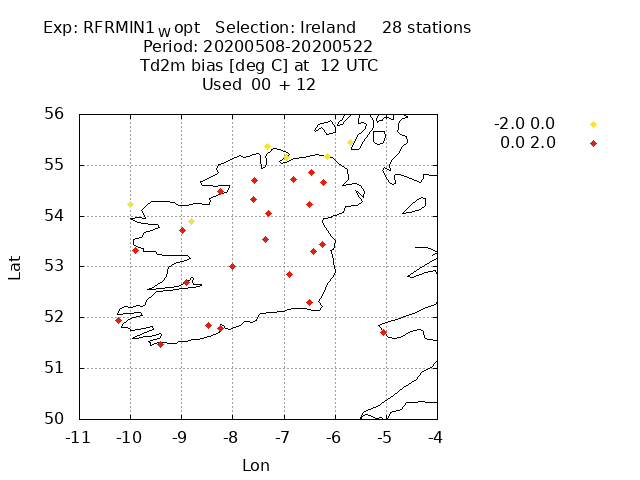 Exp: RFRMIN1wopt Selection: Ireland 28 stations
Period: 20200508-20200522
Td2m bias [deg C] at 12 UTC
Used 00 + 12
-2.0 0.0
0.0 2.0
56
55
54
53
52
51
50
Lat
-11 -10 -9 -8 -7 -6 -5 -4
Lon